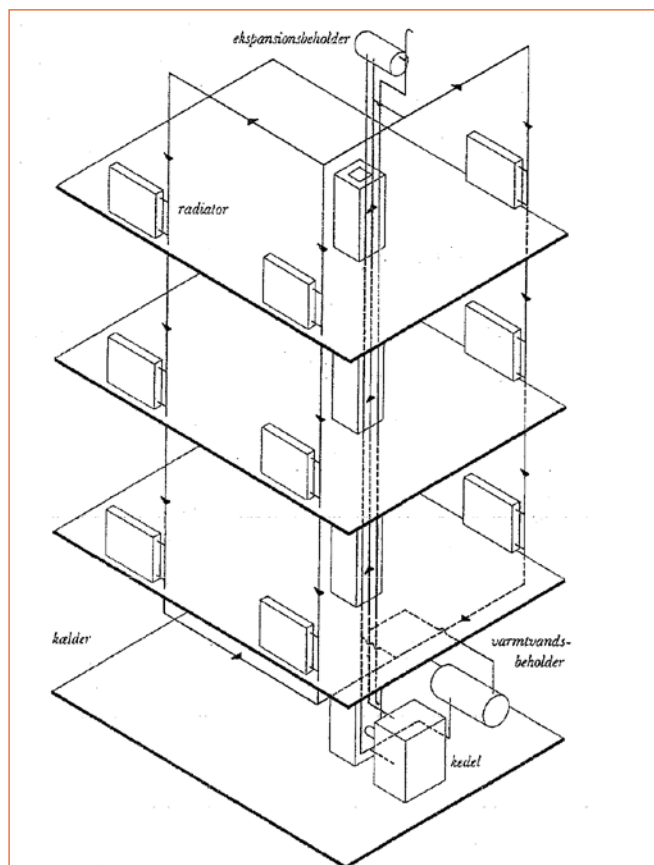 ekspansionsbeholder
radiator
kælder
varmtvands-
beholder
kedel